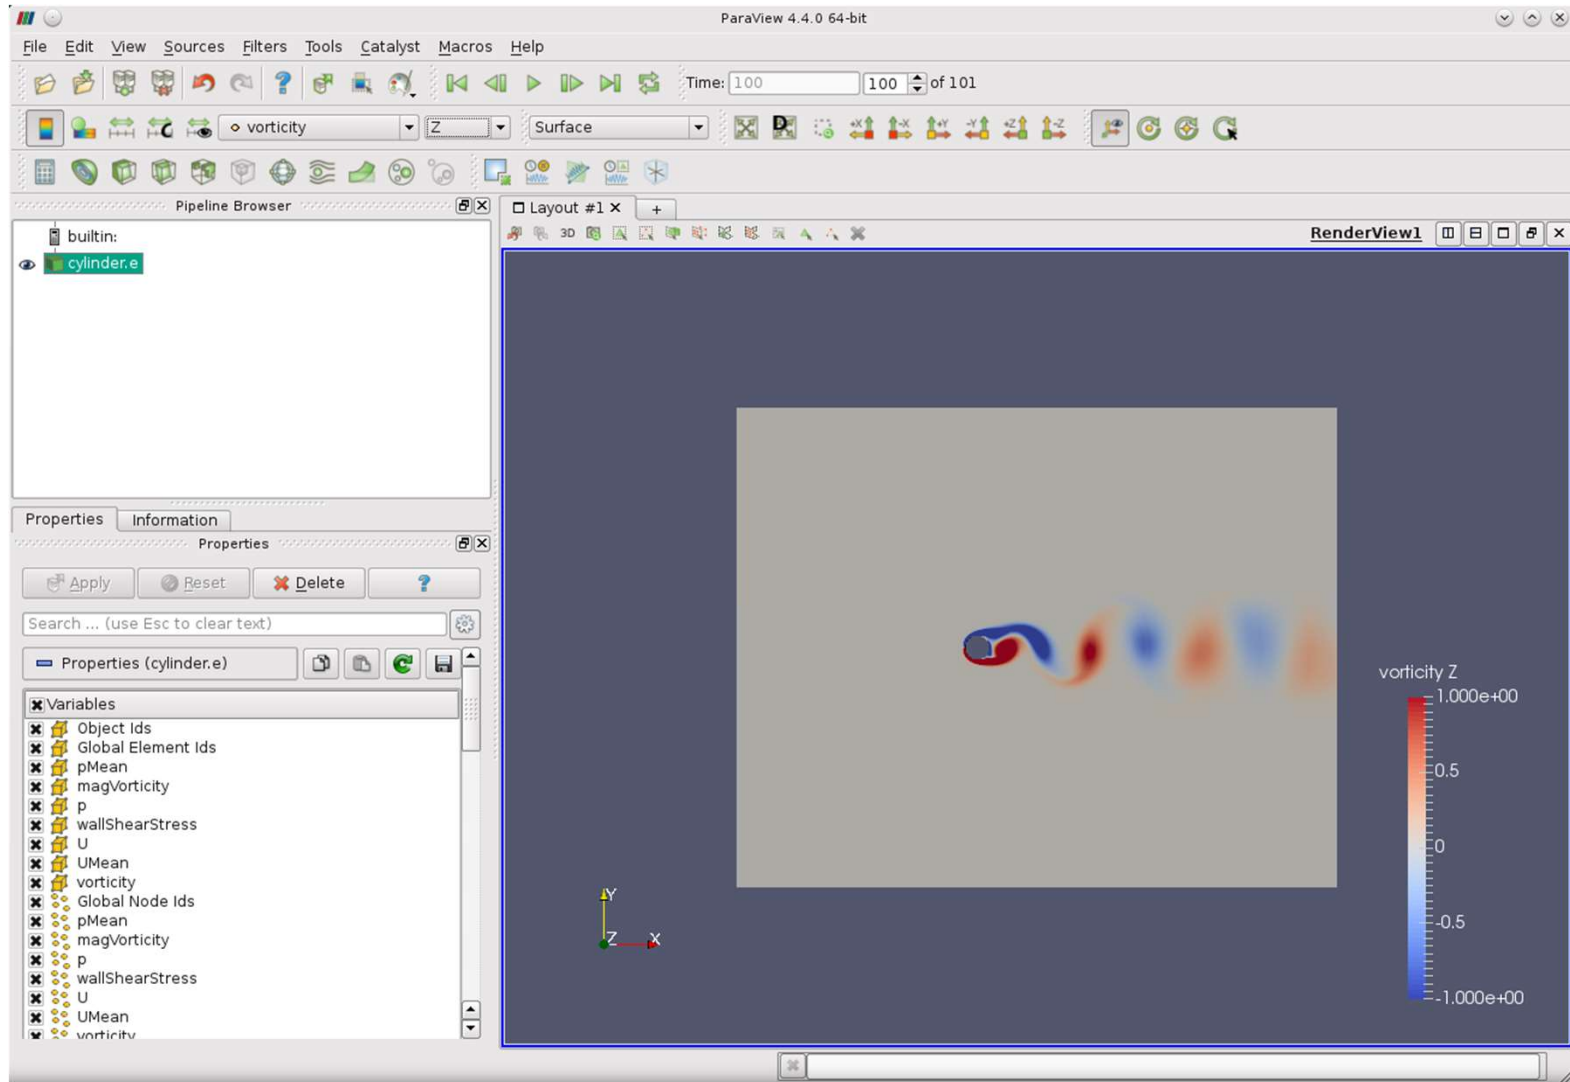 ParaView 4.4.0 64-bit
File Edit View Sources Filters Tools Catalyst Macros Help
Time: 100 100 of 101
vorticity Z Surface
+X -X +Y -Y +Z -Z
Pipeline Browser
Layout #1 +
3D RenderView1
builtin:
cylinder.e
Properties Information
Properties
Apply Reset Delete ?
Search ... (use Esc to clear text)
Properties (cylinder.e)
Variables
Object Ids
Global Element Ids
pMean
magVorticity
p
wallShearStress
U
UMean
vorticity
Global Node Ids
pMean
magVorticity
p
wallShearStress
U
UMean
vorticity
Y
Z X
vorticity Z
1.000e+00
0.5
0
-0.5
-1.000e+00